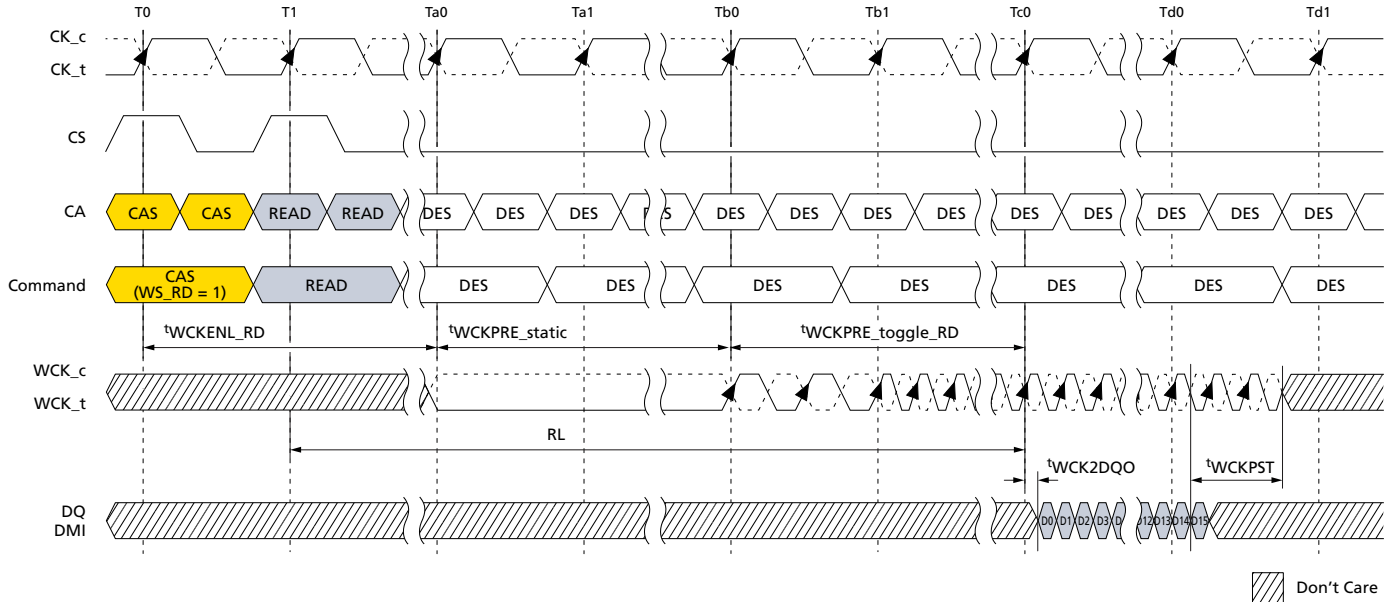 T0 T1 Ta0 Ta1 Tb0 Tb1 Tc0 Td0 Td1
CK_c
CK_t
CS
CA CAS CAS READ READ DES DES DES DES DES DES DES DES DES DES DES DES
Command CAS (WS_RD = 1) READ DES DES DES DES DES DES DES
tWCKENL_RD tWCKPRE_static tWCKPRE_toggle_RD
WCK_c
WCK_t
RL
tWCK2DQO tWCKPST
DQ
DMI
D0 D1 D2 D3 D12 D13 D14 D15
Don't Care